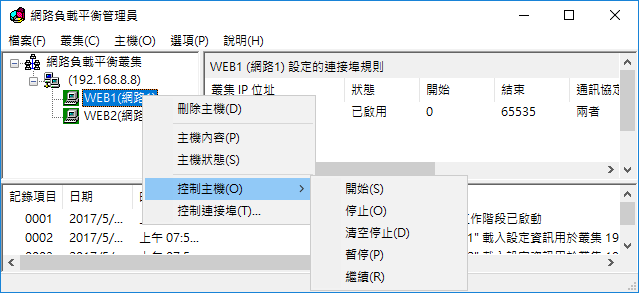 網路負載平衡管理員
檔案(F) 叢集(C) 主機(O) 選項(P) 說明(H)
網路負載平衡叢集
(192.168.8.8)
WEB1(網路1)
WEB2(網路
WEB1 (網路1) 設定的連接埠規則
叢集 IP 位址 狀態 開始 結束 通訊協定
已啟用 0 65535 兩者
刪除主機(D)
主機內容(P)
主機狀態(S)
控制主機(O)
控制連接埠(T)...
開始(S)
停止(O)
清空停止(D)
暫停(P)
繼續(R)
記錄項目 日期
0001 2017/5/... 作階段已啟動
0002 2017/5/... 上午 07:5... 1" 載入設定資訊用於叢集 19